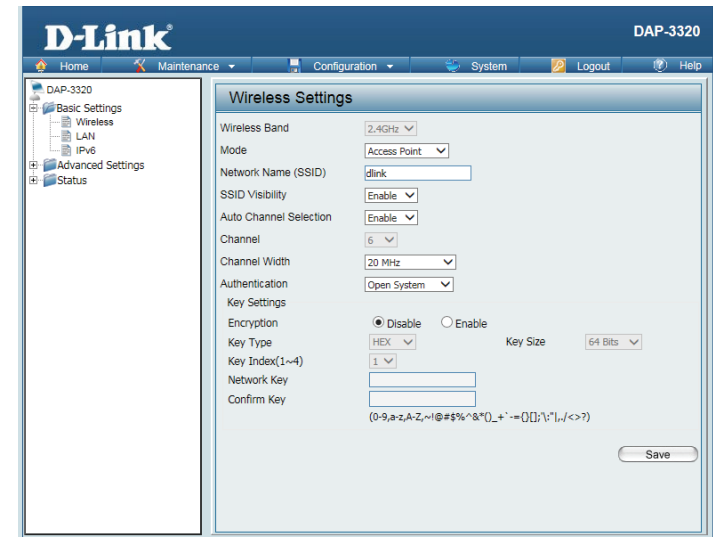 D-Link®
DAP-3320
Home Maintenance Configuration System Logout Help
DAP-3320
Basic Settings
Wireless
LAN
IPv6
Advanced Settings
Status
Wireless Settings
Wireless Band 2.4GHz
Mode Access Point
Network Name (SSID) dlink
SSID Visibility Enable
Auto Channel Selection Enable
Channel 6
Channel Width 20 MHz
Authentication Open System
Key Settings
Encryption Disable Enable
Key Type HEX Key Size 64 Bits
Key Index(1~4) 1
Network Key
Confirm Key
(0-9,a-z,A-Z,~!@#$%^&*()_+`-={}[];'\:"|,./<>?)
Save